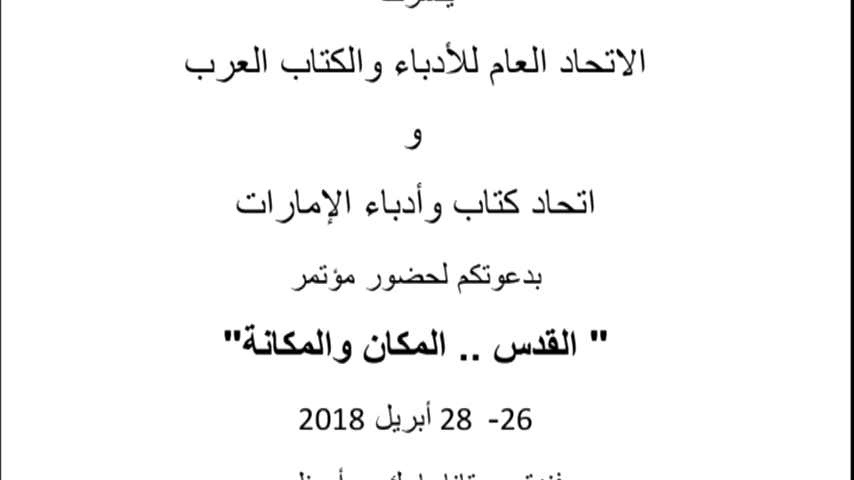 الاتحاد العام للأدباء والكتاب العرب
و
اتحاد كتاب وأدباء الإمارات
بدعوتكم لحضور مؤتمر
" القدس .. المكان والمكانة"
26- 28 أبريل 2018